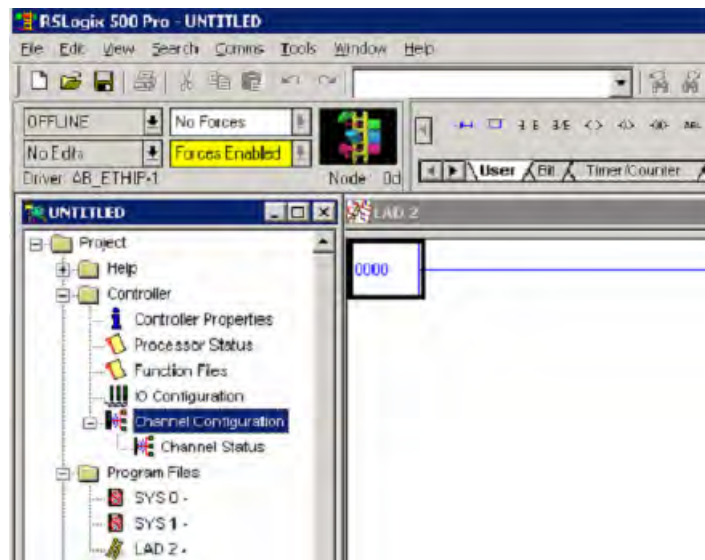 RSLogix 500 Pro - UNTITLED
File Edit View Search Comms Tools Window Help
OFFLINE No Forces
No Edits Forces Enabled
Driver: AB_ETHIP-1 Node: 0d
User Bit Timer/Counter
UNTITLED
LAD 2
0000
Project
Help
Controller
Controller Properties
Processor Status
Function Files
IO Configuration
Channel Configuration
Channel Status
Program Files
SYS 0 -
SYS 1 -
LAD 2 -